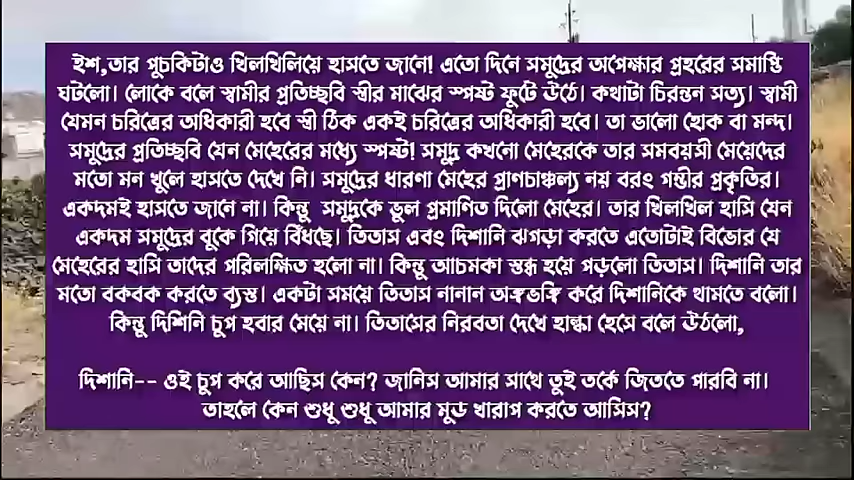 ইশ,তার পুচকিটাও খিলখিলিয়ে হাসতে জানে! এতো দিনে সমুদ্রের অপেক্ষার প্রহরের সমাপ্তি
ঘটলো। লোকে বলে স্বামীর প্রতিচ্ছবি স্ত্রীর মাঝের স্পষ্ট ফুটে উঠে। কথাটা চিরন্তন সত্য। স্বামী
যেমন চরিত্রের অধিকারী হবে স্ত্রী ঠিক একই চরিত্রের অধিকারী হবে। তা ভালো হোক বা মন্দ।
সমুদ্রের প্রতিচ্ছবি যেন মেহেরের মধ্যে স্পষ্ট! সমুদ্র কখনো মেহেরকে তার সমবয়সী মেয়েদের
মতো মন খুলে হাসতে দেখে নি। সমুদ্রের ধারণা মেহের প্রাণচাঞ্চল্য নয় বরং গম্ভীর প্রকৃতির।
একদমই হাসতে জানে না। কিন্তু সমুদ্রকে ভুল প্রমাণিত দিলো মেহের। তার খিলখিল হাসি যেন
একদম সমুদ্রের বুকে গিয়ে বিঁধছে। তিতাস এবং দিশানি ঝগড়া করতে এতোটাই বিভোর যে
মেহেরের হাসি তাদের পরিলক্ষিত হলো না। কিন্তু আচমকা স্তব্ধ হয়ে পড়লো তিতাস। দিশানি তার
মতো বকবক করতে ব্যস্ত। একটা সময়ে তিতাস নানান অঙ্গভঙ্গি করে দিশানিকে থামতে বলো।
কিন্তু দিশিনি চুপ হবার মেয়ে না। তিতাসের নিরবতা দেখে হাল্কা হেসে বলে উঠলো,
দিশানি-- ওই চুপ করে আছিস কেন? জানিস আমার সাথে তুই তর্কে জিততে পারবি না।
তাহলে কেন শুধু শুধু আমার মুড খারাপ করতে আসিস?